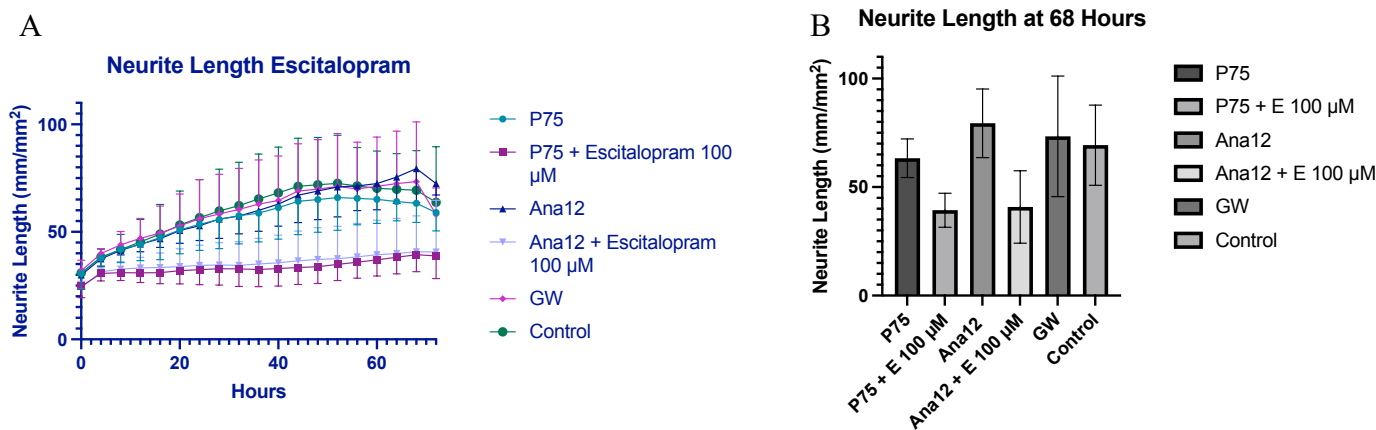 A
Neurite Length Escitalopram
Neurite Length (mm/mm²)
100
50
0
0
20
40
60
Hours
P75
P75 + Escitalopram 100
μM
Ana12
Ana12 + Escitalopram
100 μM
GW
Control
B
Neurite Length at 68 Hours
Neurite Length (mm/mm²)
100
50
0
P75
P75 + E 100 μM
Ana12
Ana12 + E 100 μM
GW
Control
P75
P75 + E 100 μM
Ana12
Ana12 + E 100 μM
GW
Control